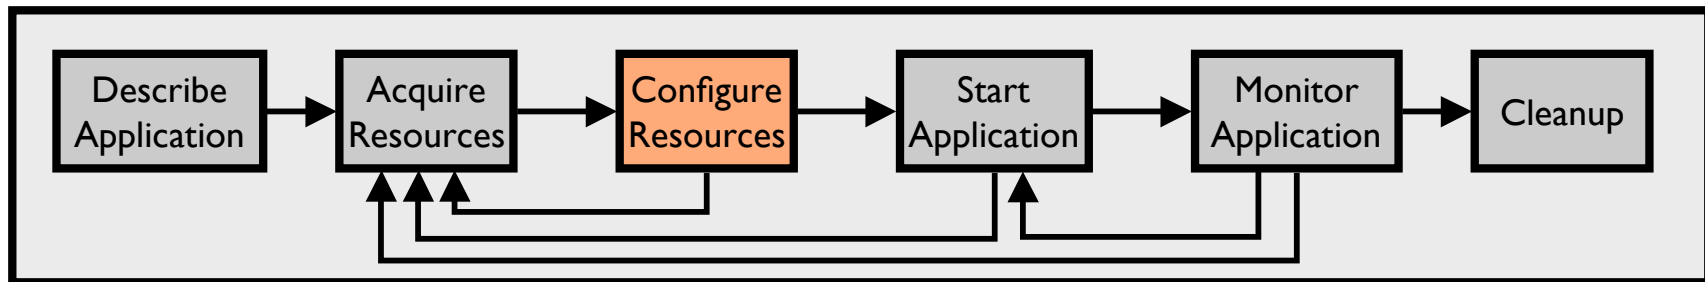 Describe
Application
Acquire
Resources
Configure
Resources
Start
Application
Monitor
Application
Cleanup